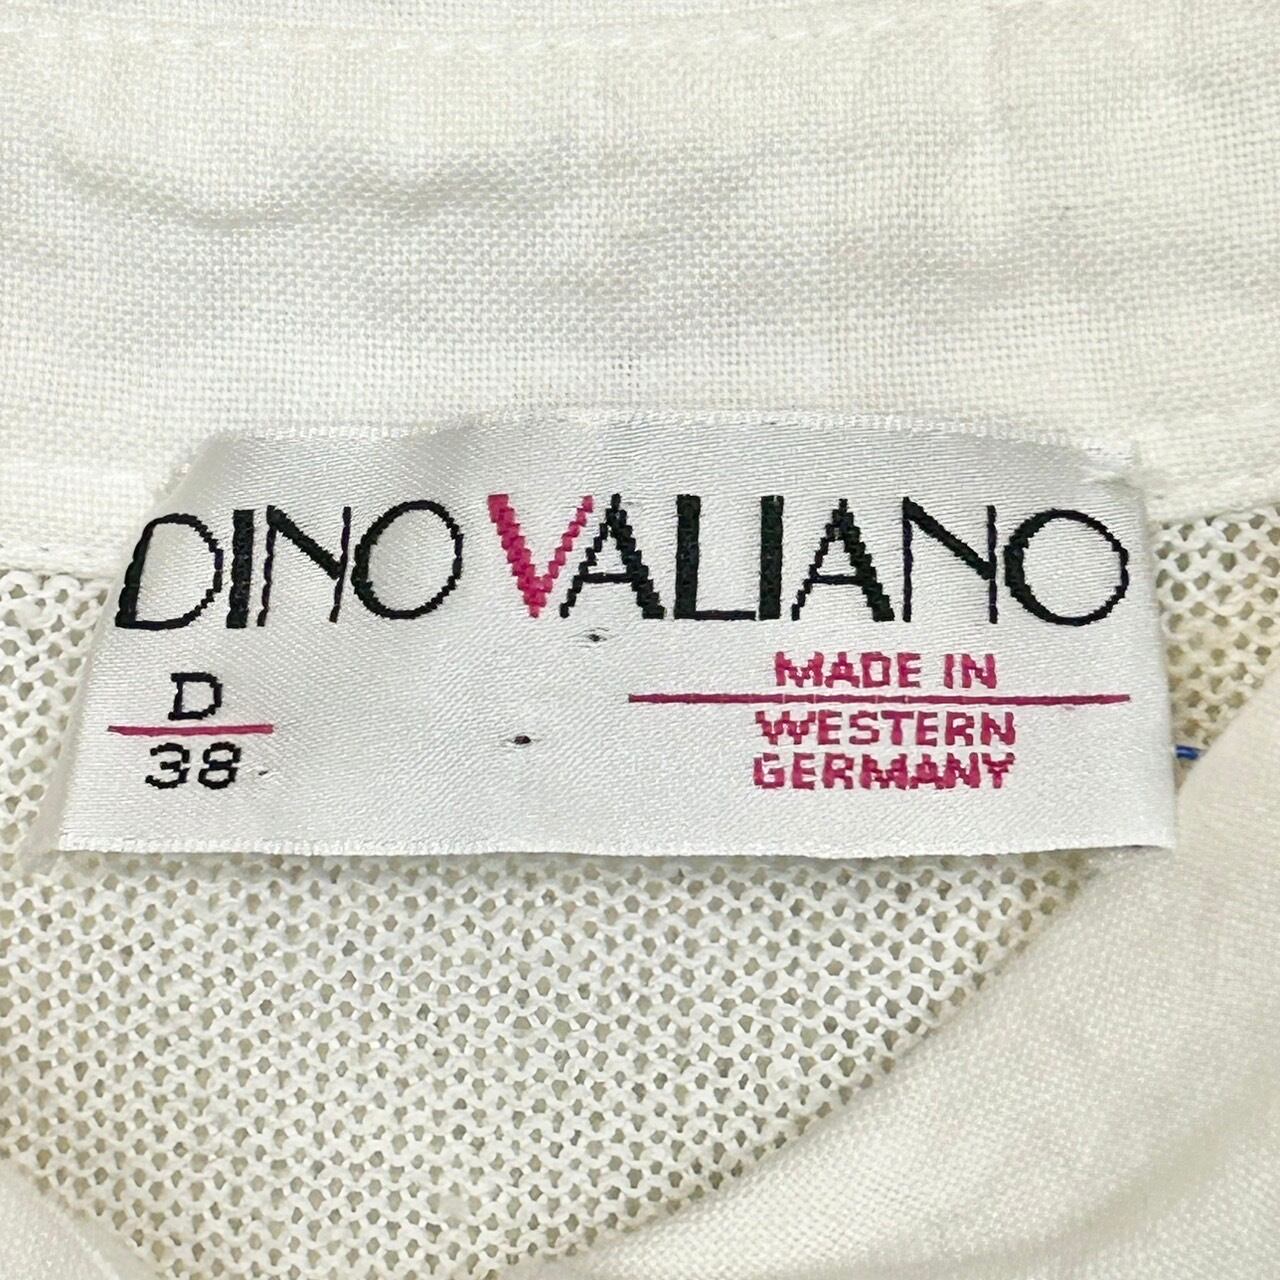 DINO VALIANO
D
38
MADE IN
WESTERN
GERMANY